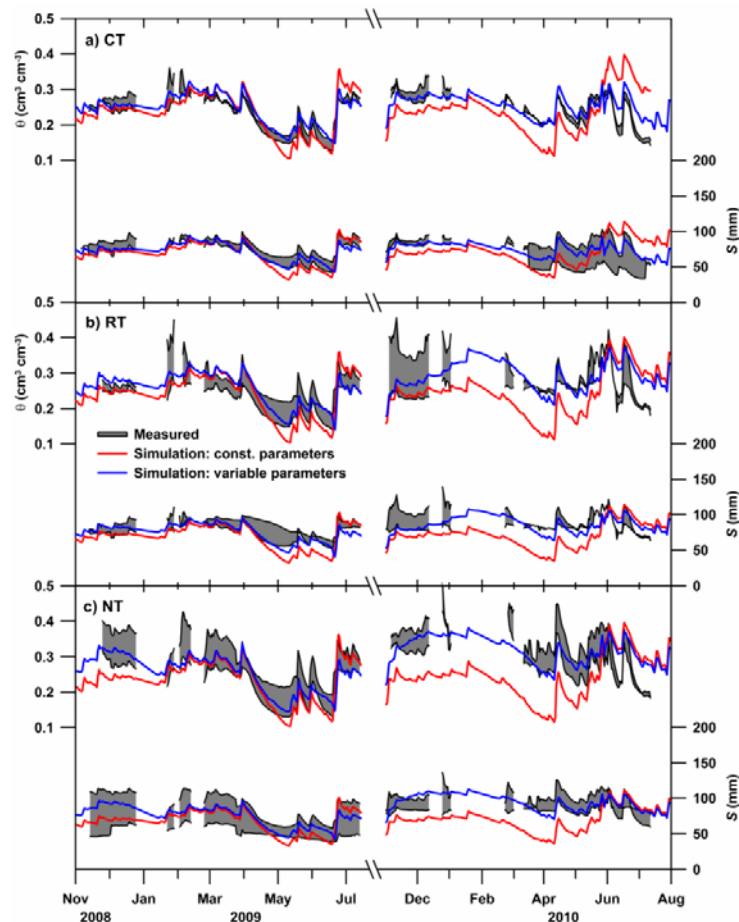 0.5
a) CT
0.4
θ (cm³ cm⁻³)
0.3
0.2
0.1
200
150
100
S (mm)
50
0.5
0
b) RT
0.4
θ (cm³ cm⁻³)
0.3
0.2
0.1
Measured
Simulation: const. parameters
Simulation: variable parameters
200
150
100
S (mm)
50
0
c) NT
0.4
θ (cm³ cm⁻³)
0.3
0.2
0.1
200
150
100
S (mm)
50
0
Nov Jan Mar May Jul Dec Feb Apr Jun Aug
2008 2009 2010